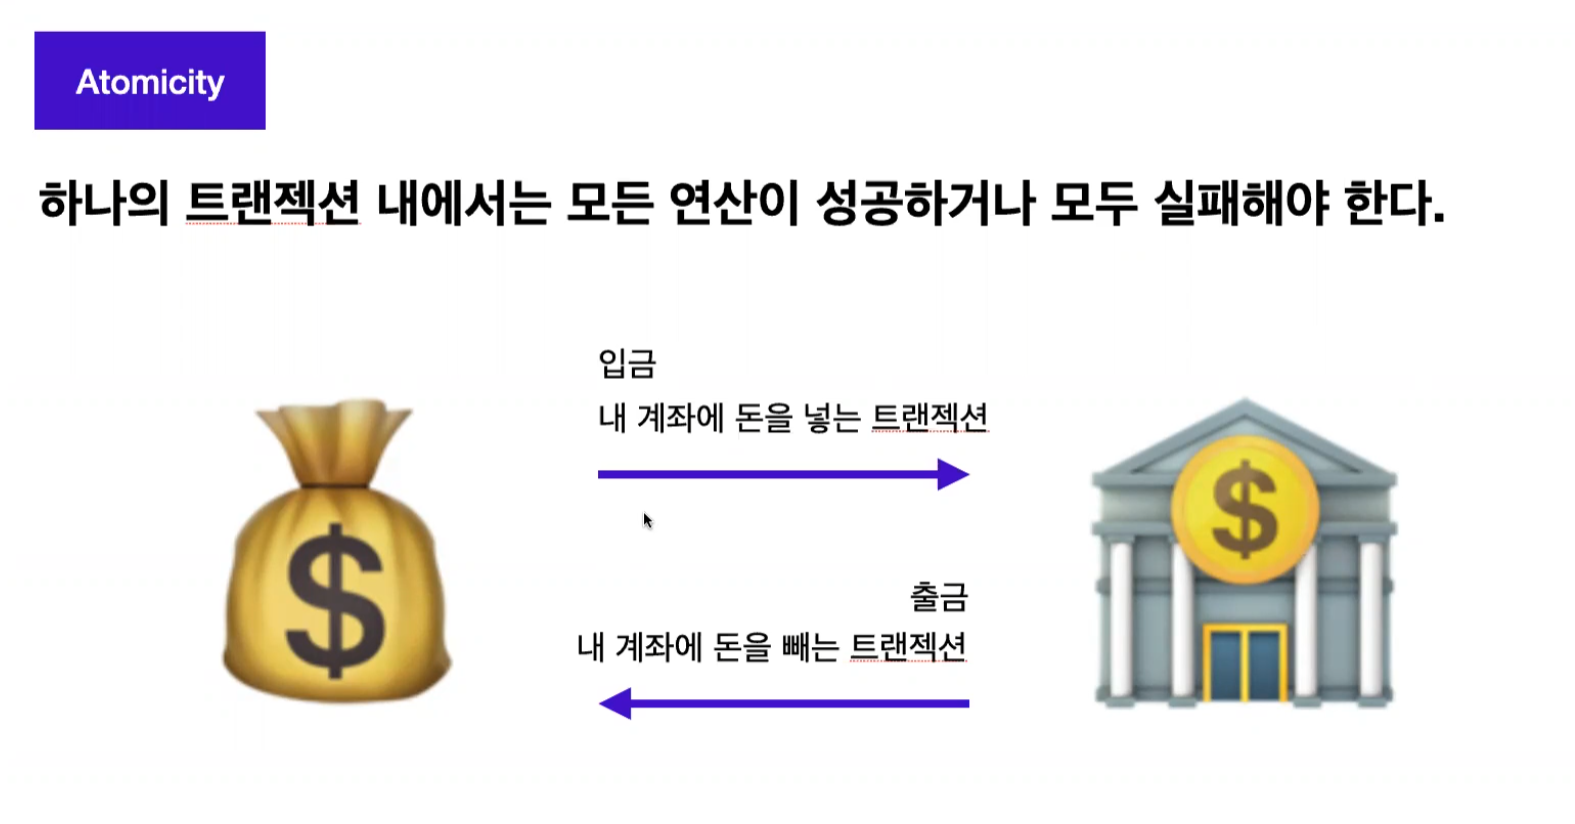 Atomicity
하나의 트랜젝션 내에서는 모든 연산이 성공하거나 모두 실패해야 한다.
입금
내 계좌에 돈을 넣는 트랜젝션
$
$
출금
내 계좌에 돈을 빼는 트랜젝션